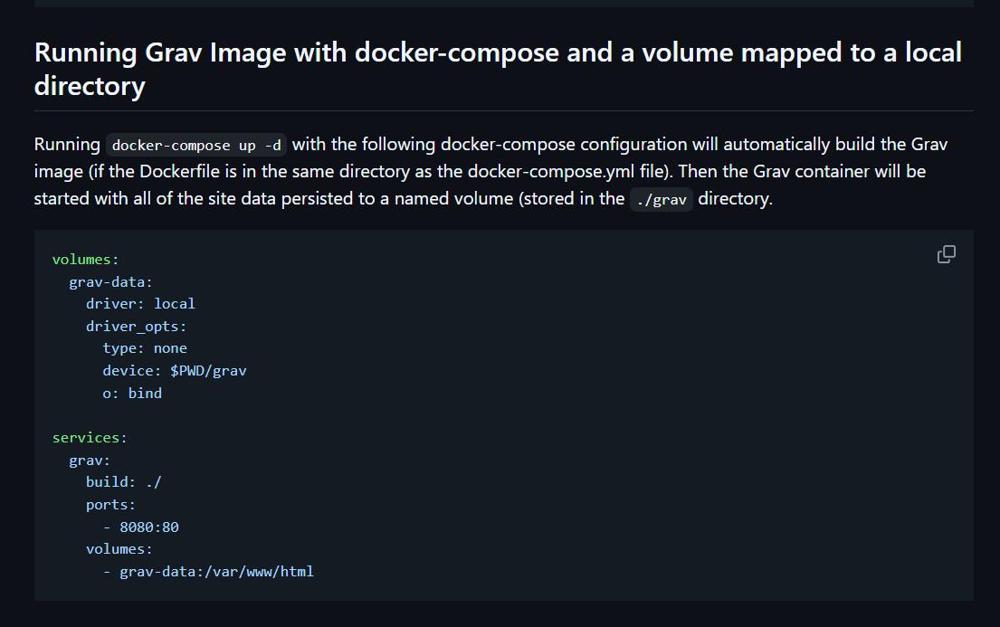 Running Grav Image with docker-compose and a volume mapped to a local
directory
Running docker-compose up -d with the following docker-compose configuration will automatically build the Grav
image (if the Dockerfile is in the same directory as the docker-compose.yml file). Then the Grav container will be
started with all of the site data persisted to a named volume (stored in the ./grav directory.
volumes:
  grav-data:
    driver: local
    driver_opts:
      type: none
      device: $PWD/grav
      o: bind

services:
  grav:
    build: ./
    ports:
      - 8080:80
    volumes:
      - grav-data:/var/www/html